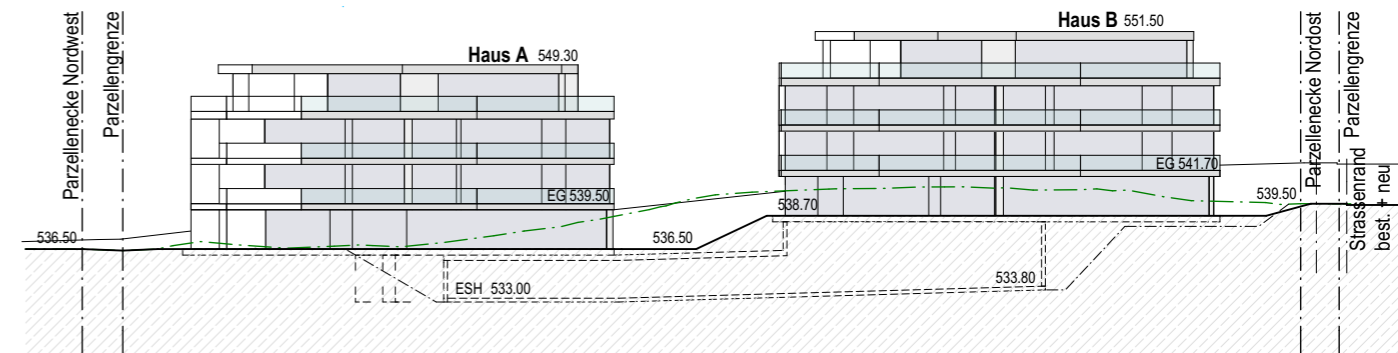 Parzellenecke Nordwest
Parzellengrenze
Haus A 549.30
Haus B 551.50
Parzellenecke Nordost
Parzellengrenze
Strassenrand
best. + neu
EG 541.70
EG 539.50
539.50
538.70
536.50
536.50
ESH 533.00
533.80